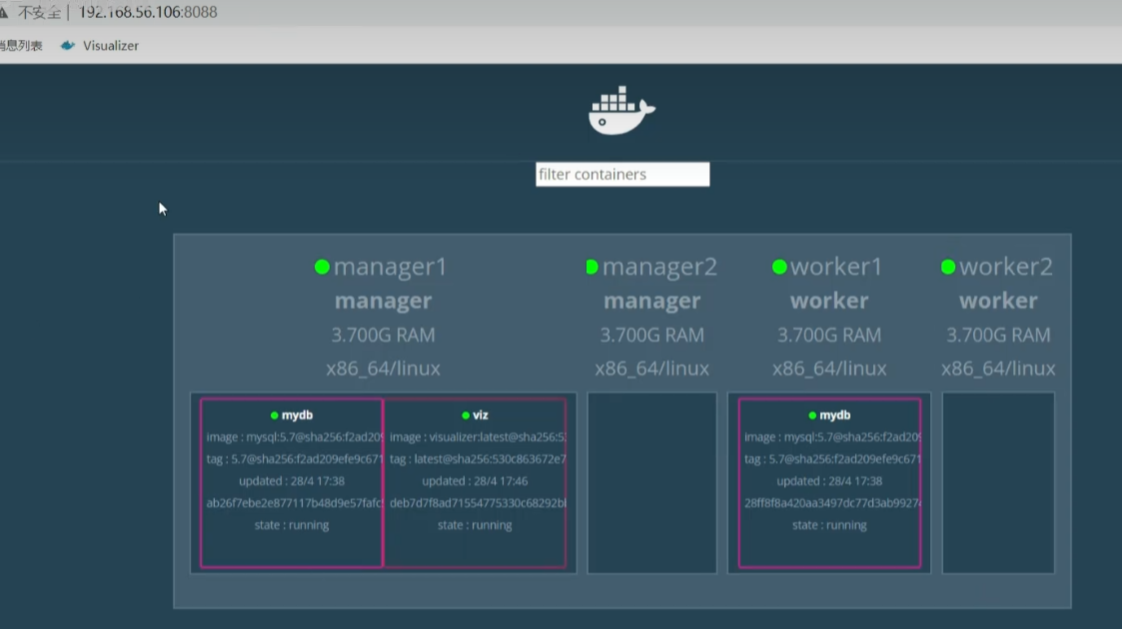 不安全 | 192.168.56.106:8088
消息列表 Visualizer
filter containers
manager1
manager
3.700G RAM
x86_64/linux
manager2
manager
3.700G RAM
x86_64/linux
worker1
worker
3.700G RAM
x86_64/linux
worker2
worker
3.700G RAM
x86_64/linux
mydb
image : mysql:5.7@sha256:f2ad209
tag : 5.7@sha256:f2ad209efe9c671
updated : 28/4 17:38
ab26f7ebe2e877117b48d9e57fafc
state : running
viz
image : visualizer:latest@sha256:5
tag : latest@sha256:530c863672e7
updated : 28/4 17:46
deb7d7f8ad71554775330c68292b
state : running
mydb
image : mysql:5.7@sha256:f2ad209
tag : 5.7@sha256:f2ad209efe9c671
updated : 28/4 17:38
28ff8f8a420aa3497dc77d3ab9927
state : running